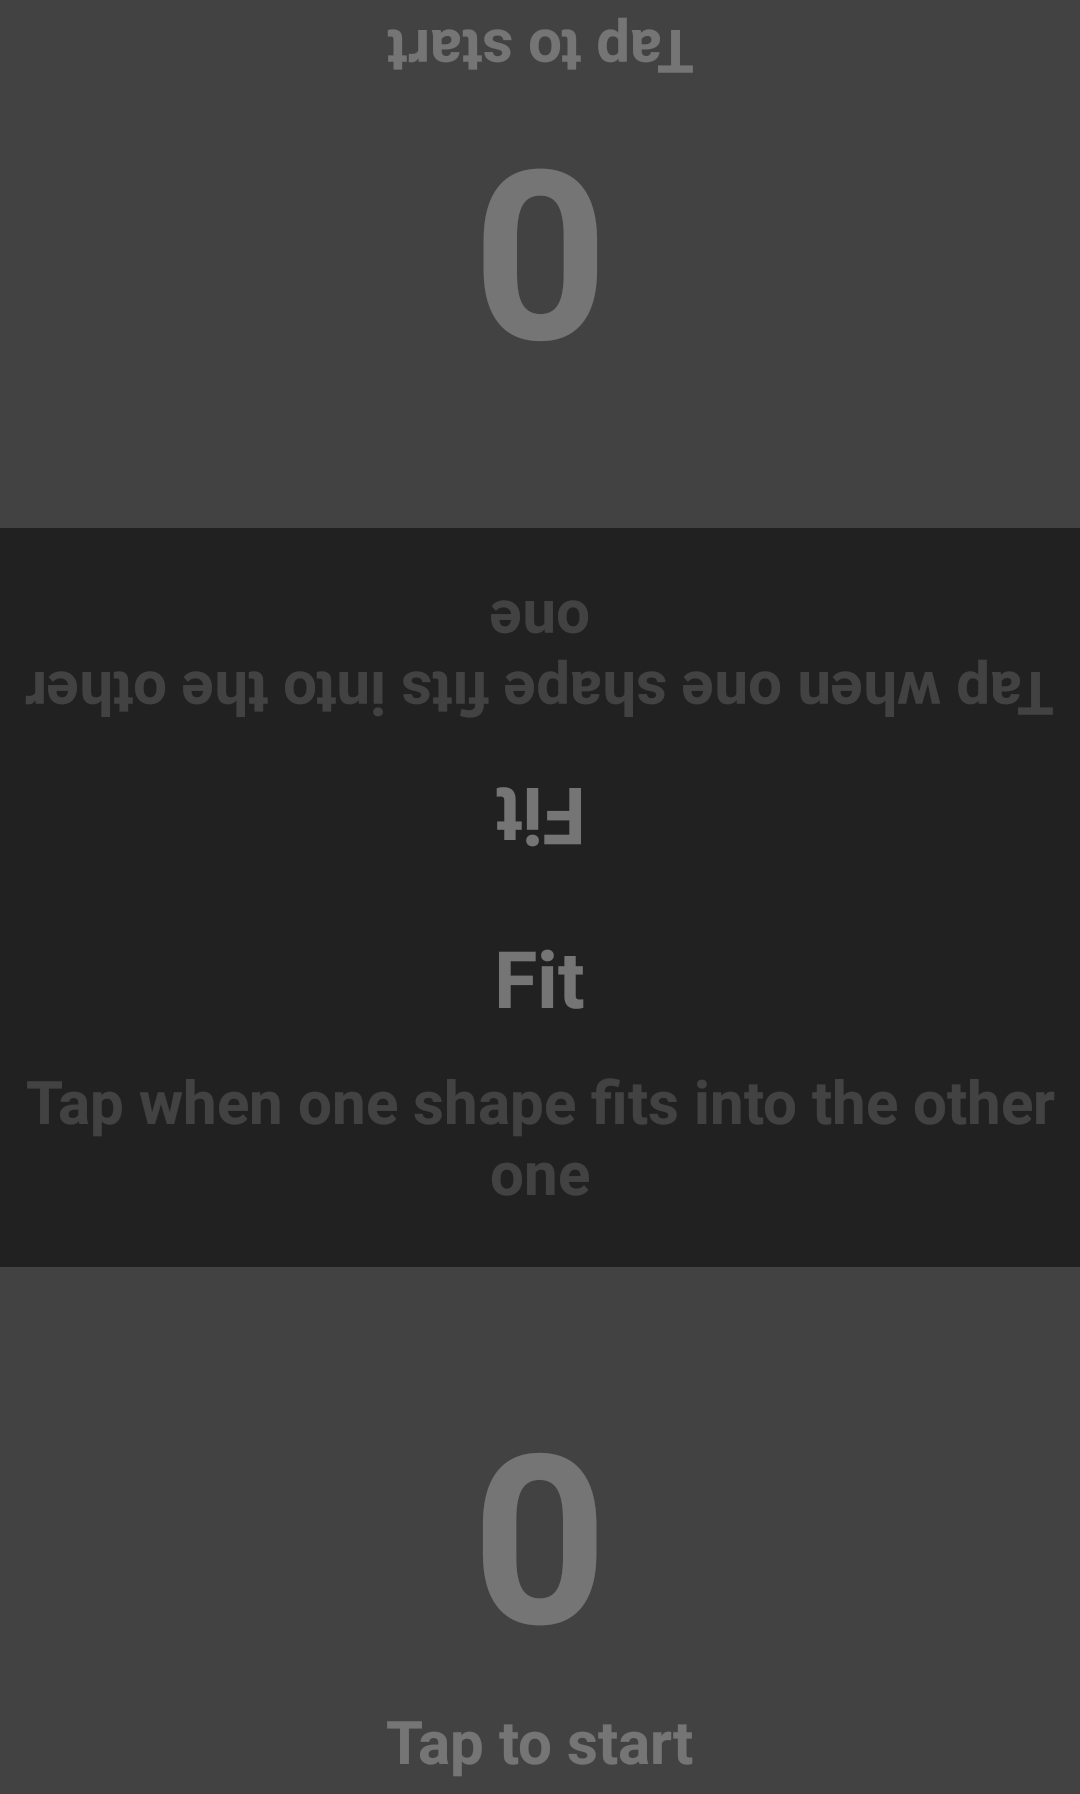 Tap to start
0
Tap when one shape fits into the other
one
Fit
Fit
Tap when one shape fits into the other
one
0
Tap to start